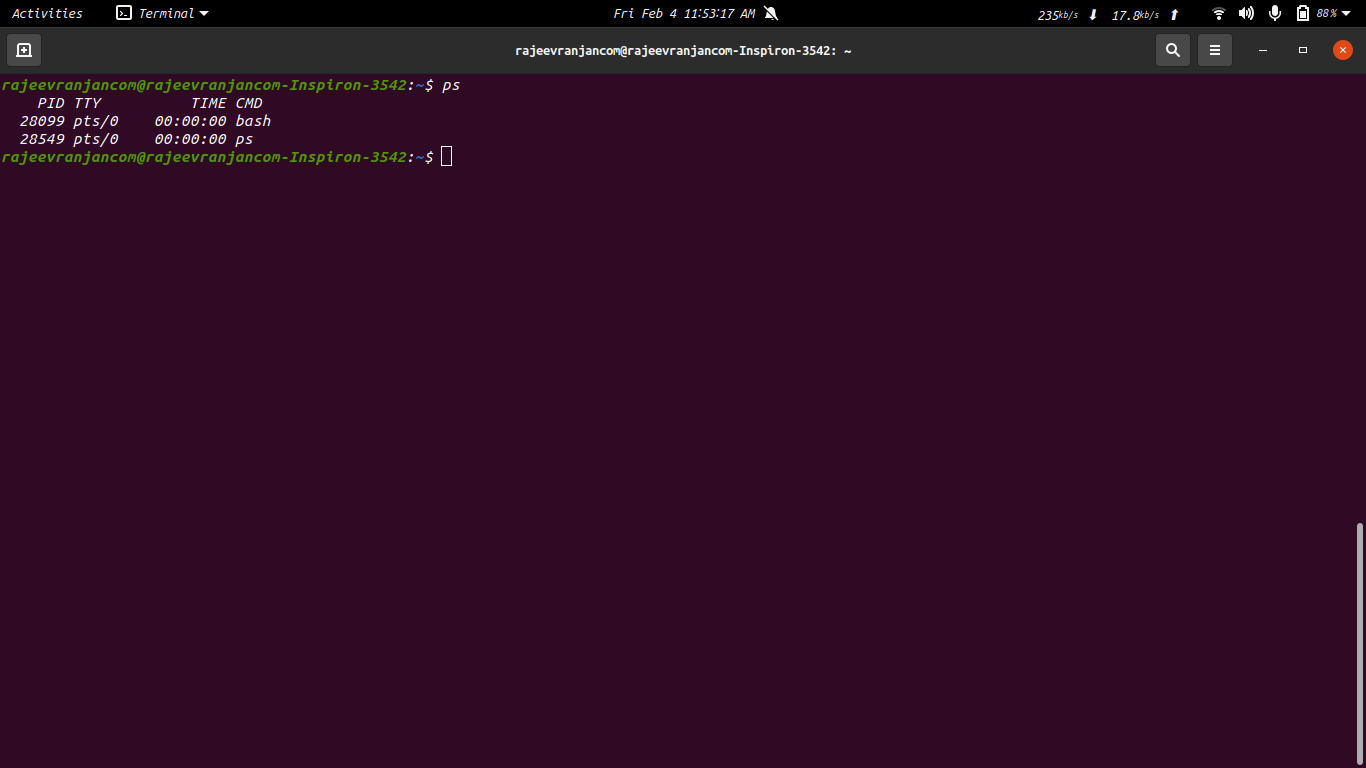 Activities Terminal Fri Feb 4 11:53:17 AM 235kb/s 17.8kb/s 88%
rajeevranjancom@rajeevranjancom-Inspiron-3542: ~
rajeevranjancom@rajeevranjancom-Inspiron-3542:~$ ps
    PID TTY          TIME CMD
  28099 pts/0    00:00:00 bash
  28549 pts/0    00:00:00 ps
rajeevranjancom@rajeevranjancom-Inspiron-3542:~$